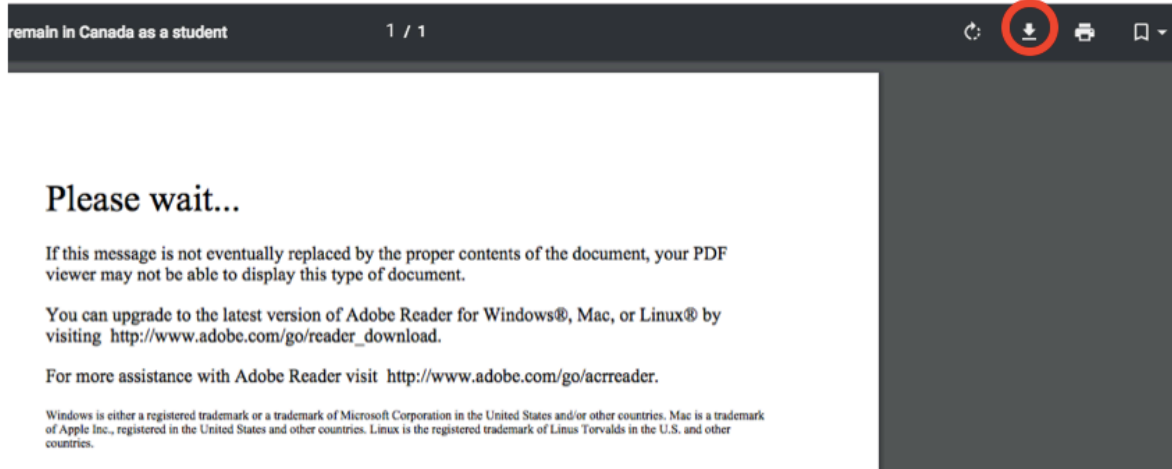 remain in Canada as a student 1 / 1
Please wait...
If this message is not eventually replaced by the proper contents of the document, your PDF
viewer may not be able to display this type of document.
You can upgrade to the latest version of Adobe Reader for Windows®, Mac, or Linux® by
visiting http://www.adobe.com/go/reader_download.
For more assistance with Adobe Reader visit http://www.adobe.com/go/acrreader.
Windows is either a registered trademark or a trademark of Microsoft Corporation in the United States and/or other countries. Mac is a trademark
of Apple Inc., registered in the United States and other countries. Linux is the registered trademark of Linus Torvalds in the U.S. and other
countries.